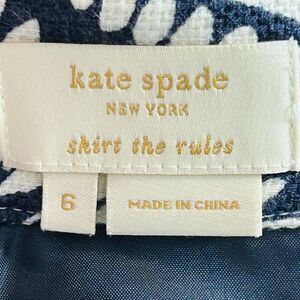 kate spade
NEW YORK
skirt the rules
6
MADE IN CHINA